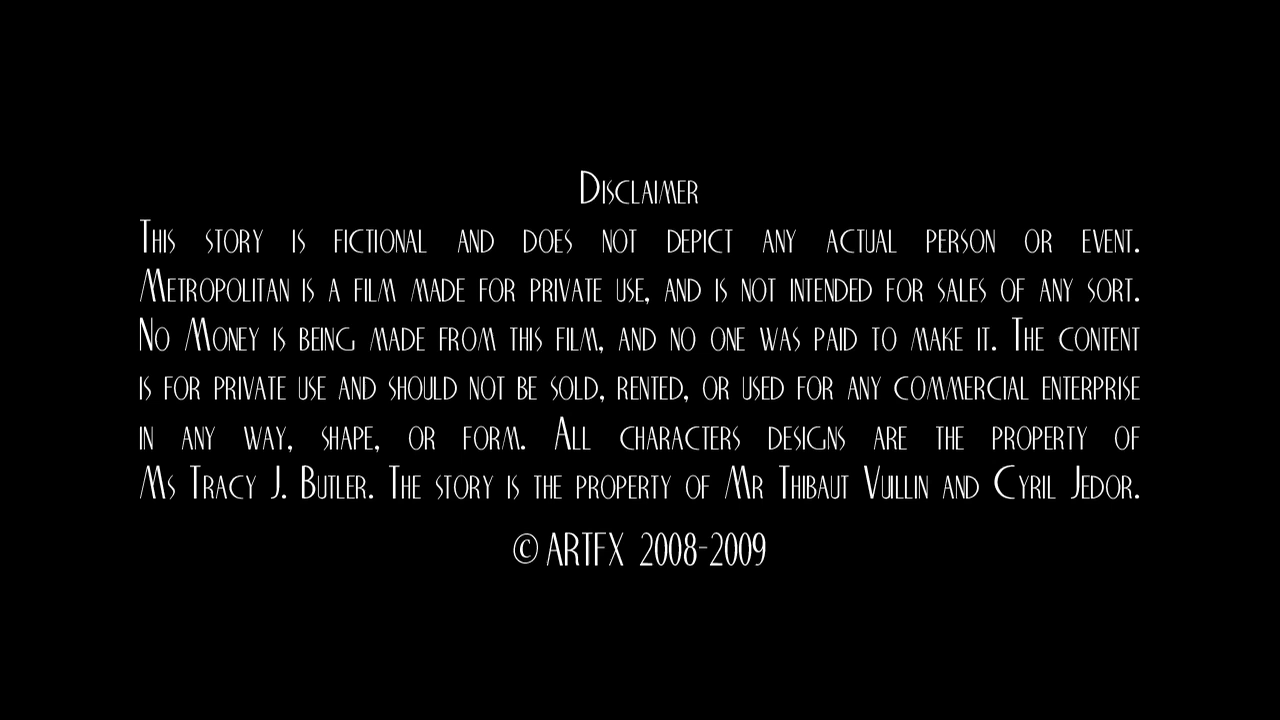 Disclaimer
This story is fictional and does not depict any actual person or event.
Metropolitan is a film made for private use, and is not intended for sales of any sort.
No Money is being made from this film, and no one was paid to make it. The content
is for private use and should not be sold, rented, or used for any commercial enterprise
in any way, shape, or form. All characters designs are the property of
Ms Tracy J. Butler. The story is the property of Mr Thibaut Vuillin and Cyril Jedor.
© ARTFX 2008-2009